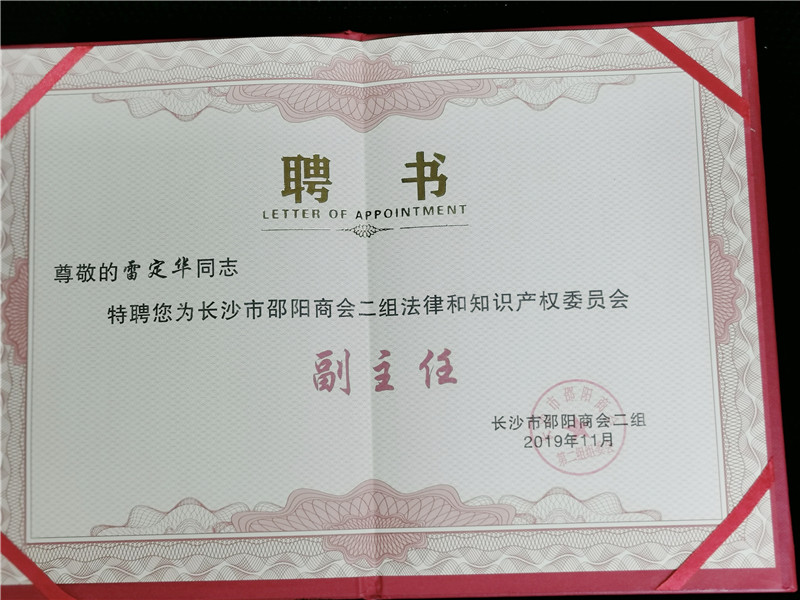 聘 书
LETTER OF APPOINTMENT
尊敬的雷定华同志
特聘您为长沙市邵阳商会二组法律和知识产权委员会
副主任
长沙市邵阳商会二组
2019年11月